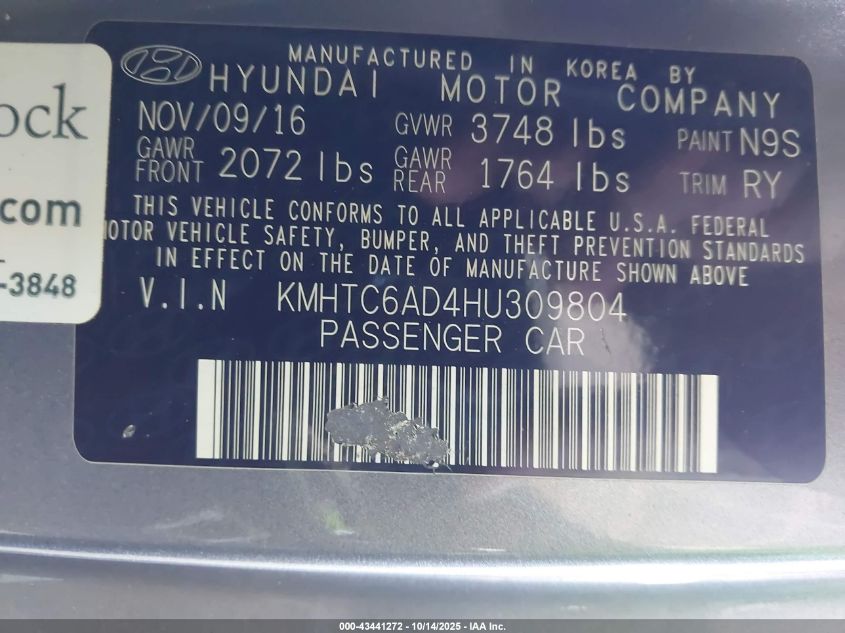 MANUFACTURED IN KOREA BY
HYUNDAI MOTOR COMPANY
NOV/09/16 GVWR 3748 lbs PAINT N9S
GAWR FRONT 2072 lbs GAWR REAR 1764 lbs TRIM RY
THIS VEHICLE CONFORMS TO ALL APPLICABLE U.S.A. FEDERAL
MOTOR VEHICLE SAFETY, BUMPER, AND THEFT PREVENTION STANDARDS
IN EFFECT ON THE DATE OF MANUFACTURE SHOWN ABOVE
V.I.N KMHTC6AD4HU309804
PASSENGER CAR
ock
.com
-3848
000-43441272 - 10/14/2025 - IAA Inc.